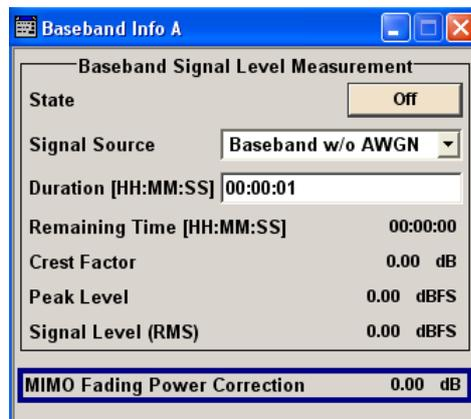 Baseband Info A
Baseband Signal Level Measurement
State Off
Signal Source Baseband w/o AWGN
Duration [HH:MM:SS] 00:00:01
Remaining Time [HH:MM:SS] 00:00:00
Crest Factor 0.00 dB
Peak Level 0.00 dBFS
Signal Level (RMS) 0.00 dBFS
MIMO Fading Power Correction 0.00 dB